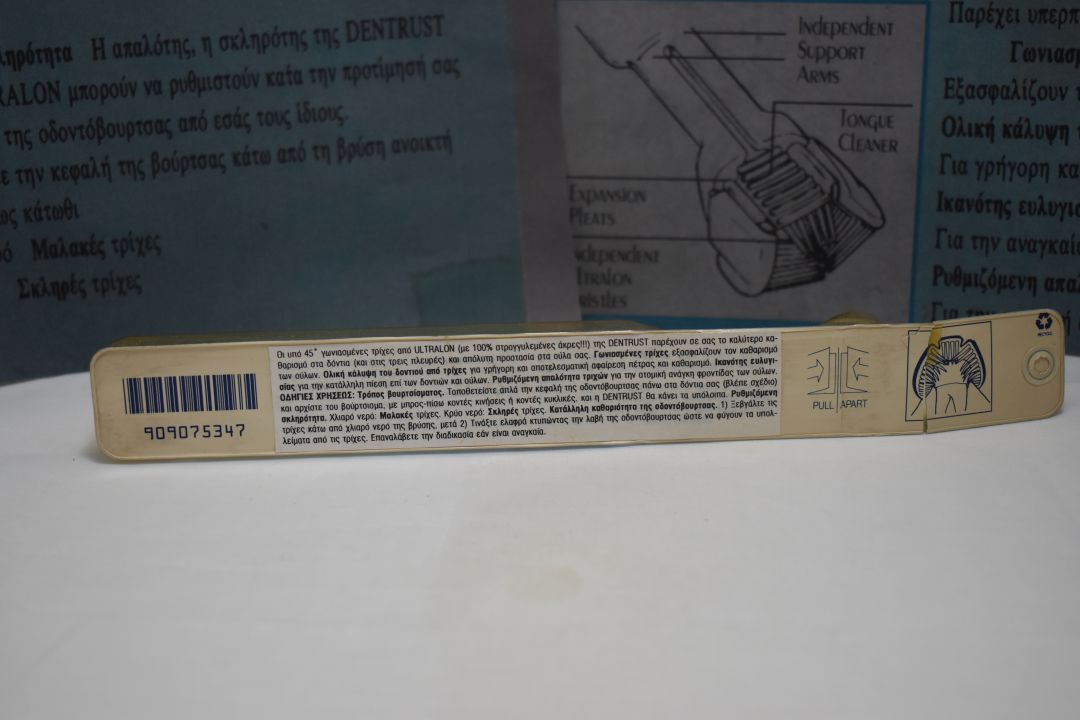 ληρότητα Η απαλότης, η σκληρότης της DENTRUST
RALON μπορούν να ρυθμιστούν κατα την προτίμησή σας
της οδοντόβουρτσας από εσάς τους ίδιους.
ε την κεφαλή της βούρτσας κάτω από τη βρύση ανοικτή
ως κάτωθι
ό Μαλακές τρίχες
Σκληρές τρίχες
INDEPENDENT
SUPPORT
ARMS
TONGUE
CLEANER
EXPANSION
PLEATS
INDEPENDENT
ULTRALON
BRISTLES
Παρέχει υπερπ
Γωνιασμ
Εξασφαλίζουν τ
Ολική κάλυψη τ
Για γρήγορη κα
Ικανότης ευλυγισ
Για την αναγκαί
Ρυθμιζόμενη απαλ
Για την
909075347
Οι υπό 45° γωνιασμένες τρίχες από ULTRALON (με 100% στρογγυλεμένες άκρες!!!) της DENTRUST παρέχουν σε σας το καλύτερο κα-
θαρισμό στα δόντια (και στις τρεις πλευρές) και απόλυτη προστασία στα ούλα σας. Γωνιασμένες τρίχες εξασφαλίζουν τον καθαρισμό
των ούλων. Ολική κάλυψη του δοντιού από τρίχες για γρήγορη και αποτελεσματική αφαίρεση πέτρας και καθαρισμό. Ικανότης ευλυγι-
σίας για την κατάλληλη πίεση επί των δοντιών και ούλων. Ρυθμιζόμενη απαλότητα τριχών για την ατομική ανάγκη φροντίδας των ούλων.
ΟΔΗΓΙΕΣ ΧΡΗΣΕΩΣ: Τρόπος βουρτσίσματος. Τοποθετείστε απλά την κεφαλή της οδοντόβουρτσας πάνω στα δόντια σας (βλέπε σχέδιο)
και αρχίστε του βούρτσισμα, με μπρος-πίσω κοντές κινήσεις ή κοντές κυκλικές, και η DENTRUST θα κάνει τα υπόλοιπα. Ρυθμιζόμενη
σκληρότητα. Χλιαρό νερό: Μαλακές τρίχες. Κρύο νερό: Σκληρές τρίχες. Κατάλληλη καθαριότητα της οδοντόβουρτσας. 1) Ξεβγάλτε τις
τρίχες κάτω από χλιαρό νερό της βρύσης, μετά 2) Τινάξτε ελαφρά κτυπώντας την λαβή της οδοντόβουρτσας ώστε να φύγουν τα υπολ-
λείματα από τις τρίχες. Επαναλάβετε την διαδικασία εάν είναι αναγκαία.
PULL APART
RECYCLE